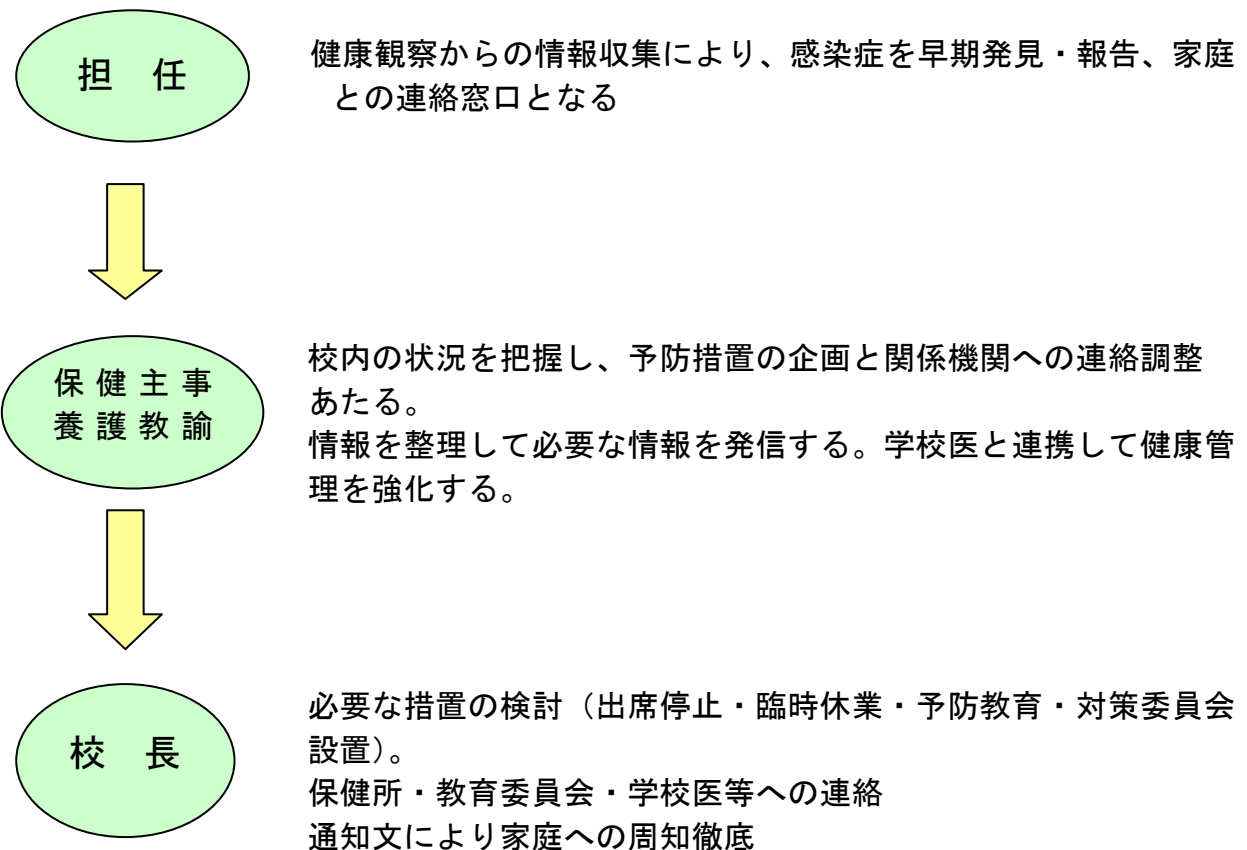 担　任
健康観察からの情報収集により、感染症を早期発見・報告、家庭
との連絡窓口となる
保 健 主 事
養 護 教 諭
校内の状況を把握し、予防措置の企画と関係機関への連絡調整
あたる。
情報を整理して必要な情報を発信する。学校医と連携して健康管
理を強化する。
校　長
必要な措置の検討（出席停止・臨時休業・予防教育・対策委員会
設置）。
保健所・教育委員会・学校医等への連絡
通知文により家庭への周知徹底